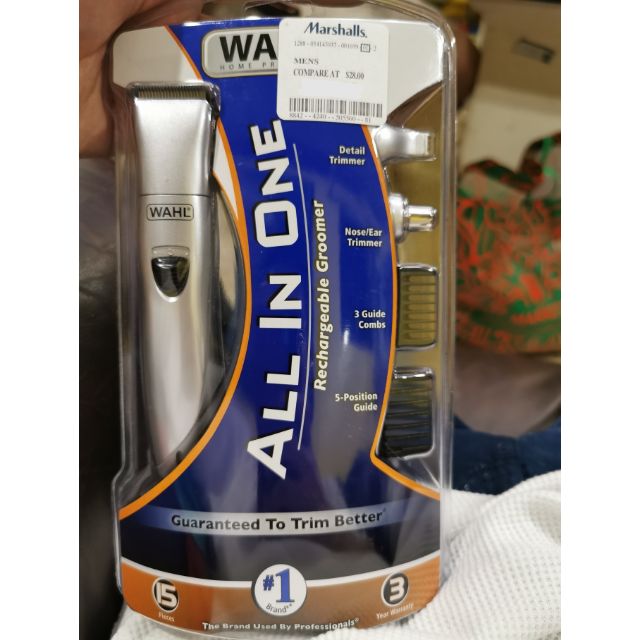 Marshalls.
MENS
COMPARE AT $28.00
WAHL
HOME PR
Detail
Trimmer
Nose/Ear
Trimmer
3 Guide
Combs
5-Position
Guide
ALL IN ONE
Rechargeable Groomer
Guaranteed To Trim Better
15
Pieces
#1
Brand**
3
Year Warranty
The Brand Used By Professionals